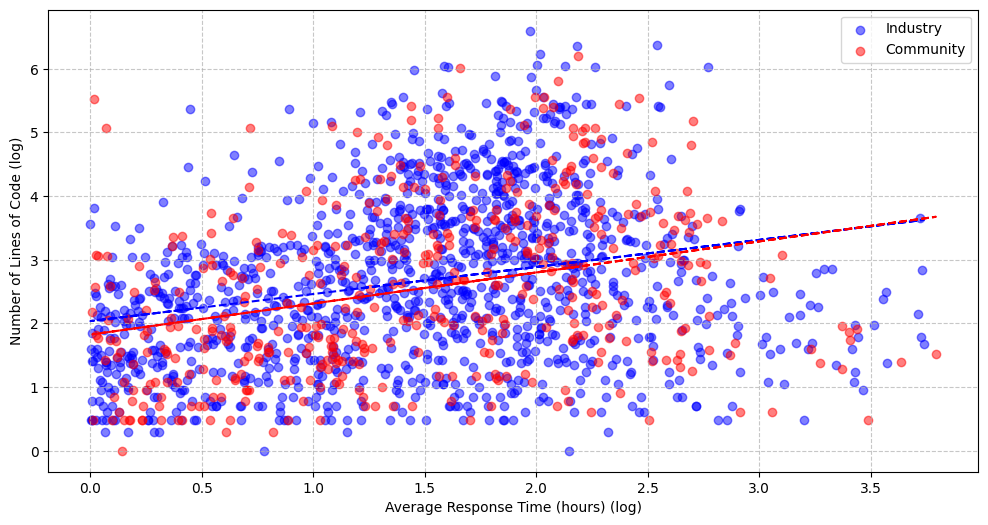 Industry
Community
Number of Lines of Code (log)
6
5
4
3
2
1
0
0.0 0.5 1.0 1.5 2.0 2.5 3.0 3.5
Average Response Time (hours) (log)